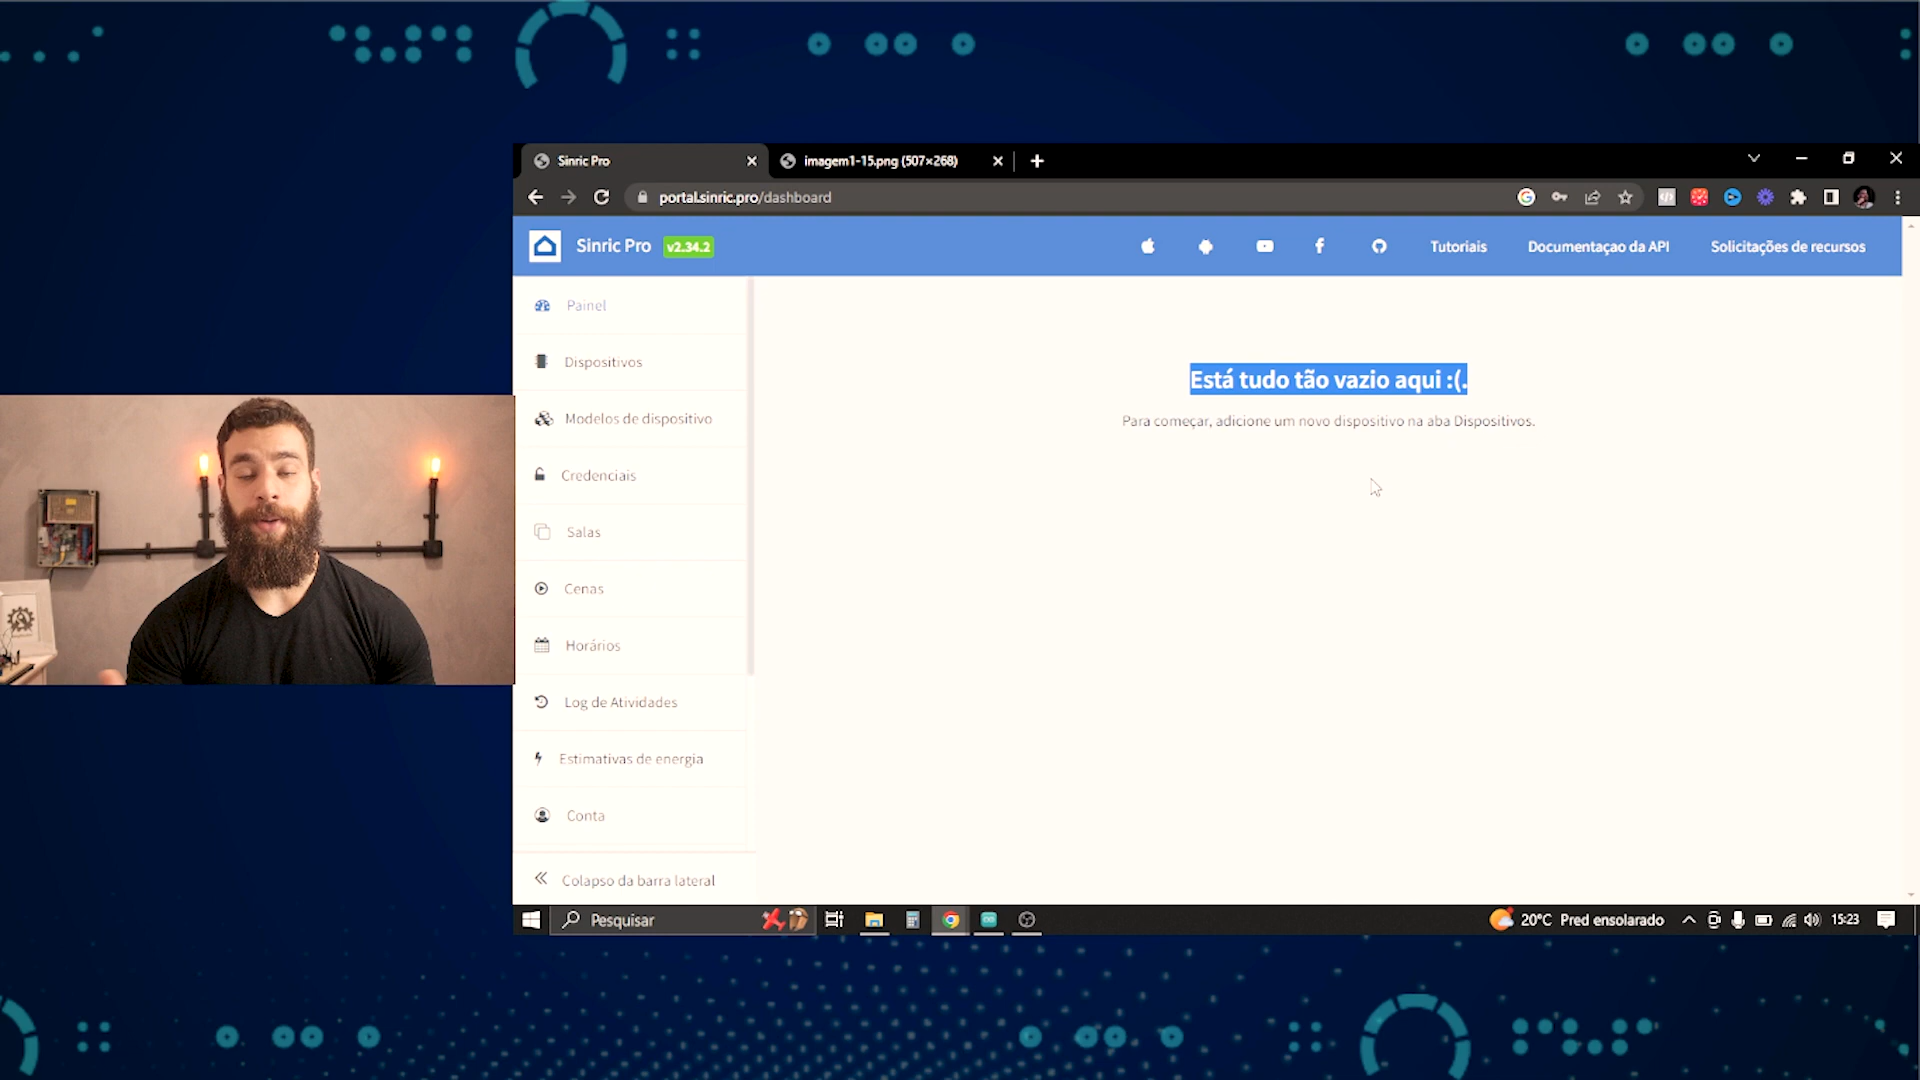 Sinric Pro
imagem1-15.png (507×268)
portal.sinric.pro/dashboard
Sinric Pro v2.34.2
Tutoriais
Documentaçao da API
Solicitações de recursos
Painel
Dispositivos
Modelos de dispositivo
Credenciais
Salas
Cenas
Horários
Log de Atividades
Estimativas de energia
Conta
Colapso da barra lateral
Está tudo tão vazio aqui :(.
Para começar, adicione um novo dispositivo na aba Dispositivos.
Pesquisar
20°C Pred ensolarado
15:23